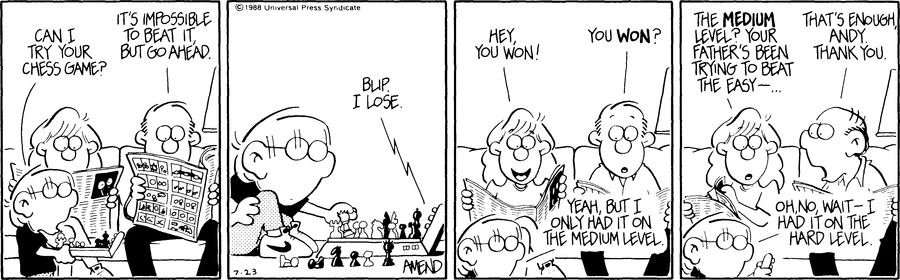 CAN I
TRY YOUR
CHESS GAME?
IT'S IMPOSSIBLE
TO BEAT IT,
BUT GO AHEAD.
©1988 Universal Press Syndicate
BLIP.
I LOSE.
7-23
AMEND
HEY,
YOU WON!
YOU WON?
YEAH, BUT I
ONLY HAD IT ON
THE MEDIUM LEVEL.
THE MEDIUM
LEVEL? YOUR
FATHER'S BEEN
TRYING TO BEAT
THE EASY—...
THAT'S ENOUGH,
ANDY.
THANK YOU.
OH, NO, WAIT—I
HAD IT ON THE
HARD LEVEL.